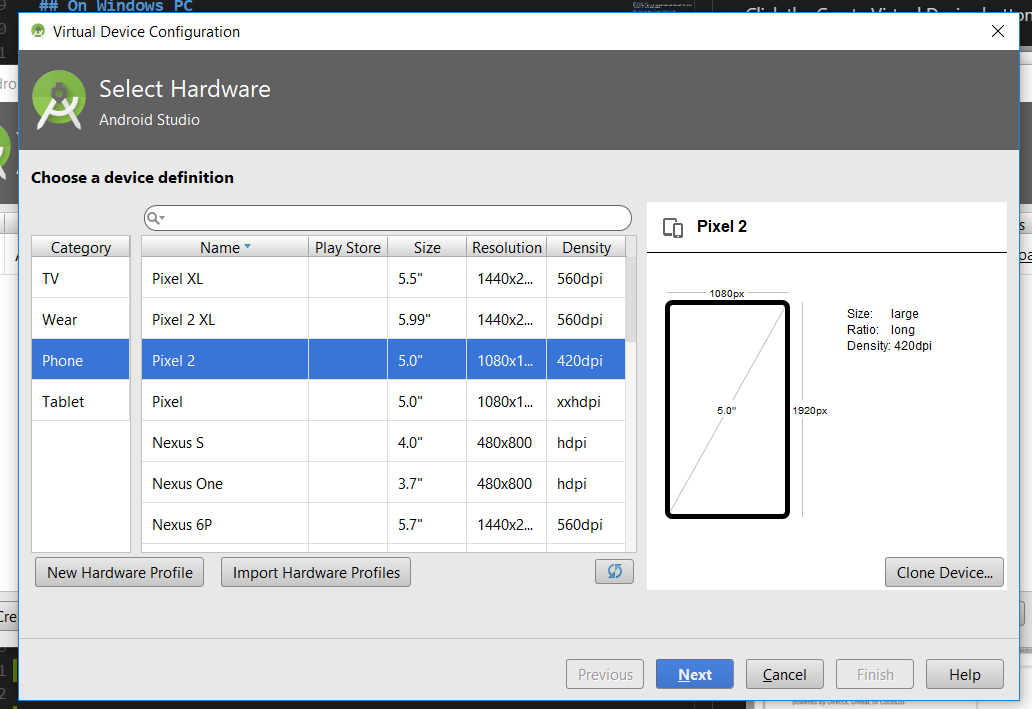 ## On Windows PC
Virtual Device Configuration
Select Hardware
Android Studio
Choose a device definition
Category
TV
Wear
Phone
Tablet
Name Play Store Size Resolution Density
Pixel XL 5.5" 1440x2... 560dpi
Pixel 2 XL 5.99" 1440x2... 560dpi
Pixel 2 5.0" 1080x1... 420dpi
Pixel 5.0" 1080x1... xxhdpi
Nexus S 4.0" 480x800 hdpi
Nexus One 3.7" 480x800 hdpi
Nexus 6P 5.7" 1440x2... 560dpi
New Hardware Profile Import Hardware Profiles
Pixel 2
1080px
5.0"
1920px
Size: large
Ratio: long
Density: 420dpi
Clone Device...
Previous Next Cancel Finish Help